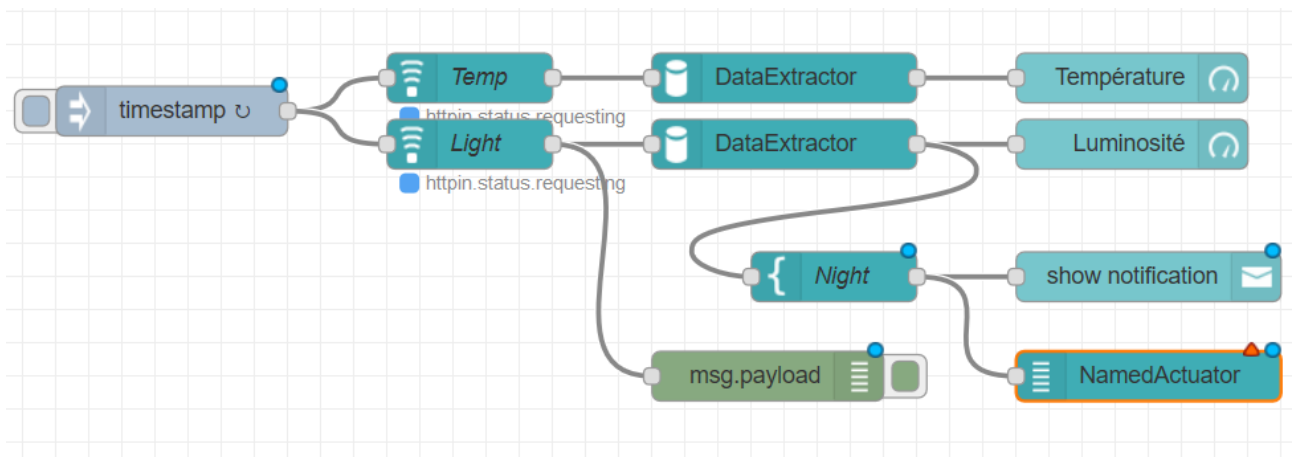 timestamp ↻
Temp
DataExtractor
Température
httpin.status.requesting
Light
DataExtractor
Luminosité
httpin.status.requesting
Night
show notification
msg.payload
NamedActuator